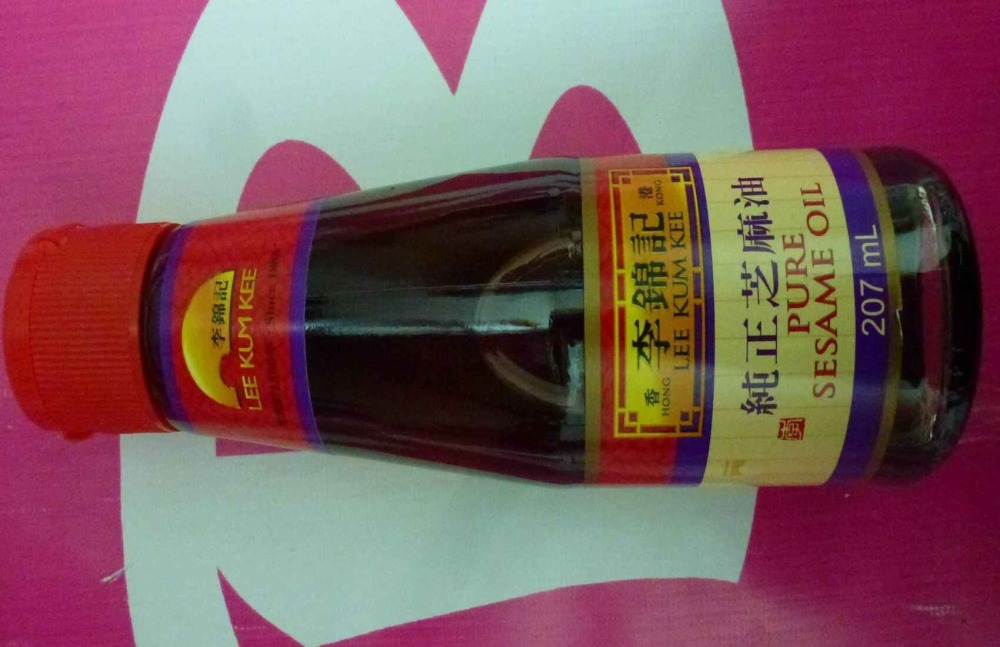 李錦記
LEE KUM KEE
香 李錦記 港
HONG LEE KUM KEE KONG
純正芝麻油
PURE
SESAME OIL
207 mL